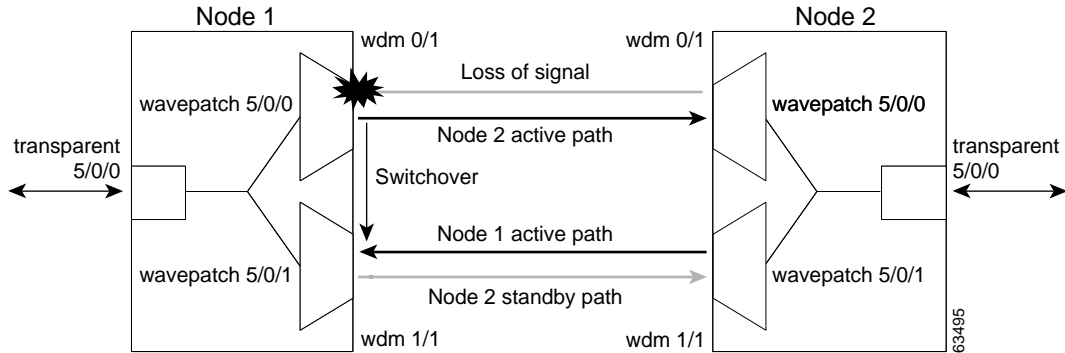 Node 1
Node 2
wdm 0/1
wdm 0/1
Loss of signal
wavepatch 5/0/0
wavepatch 5/0/0
Node 2 active path
transparent
5/0/0
transparent
5/0/0
Switchover
Node 1 active path
wavepatch 5/0/1
wavepatch 5/0/1
Node 2 standby path
wdm 1/1
wdm 1/1
63495